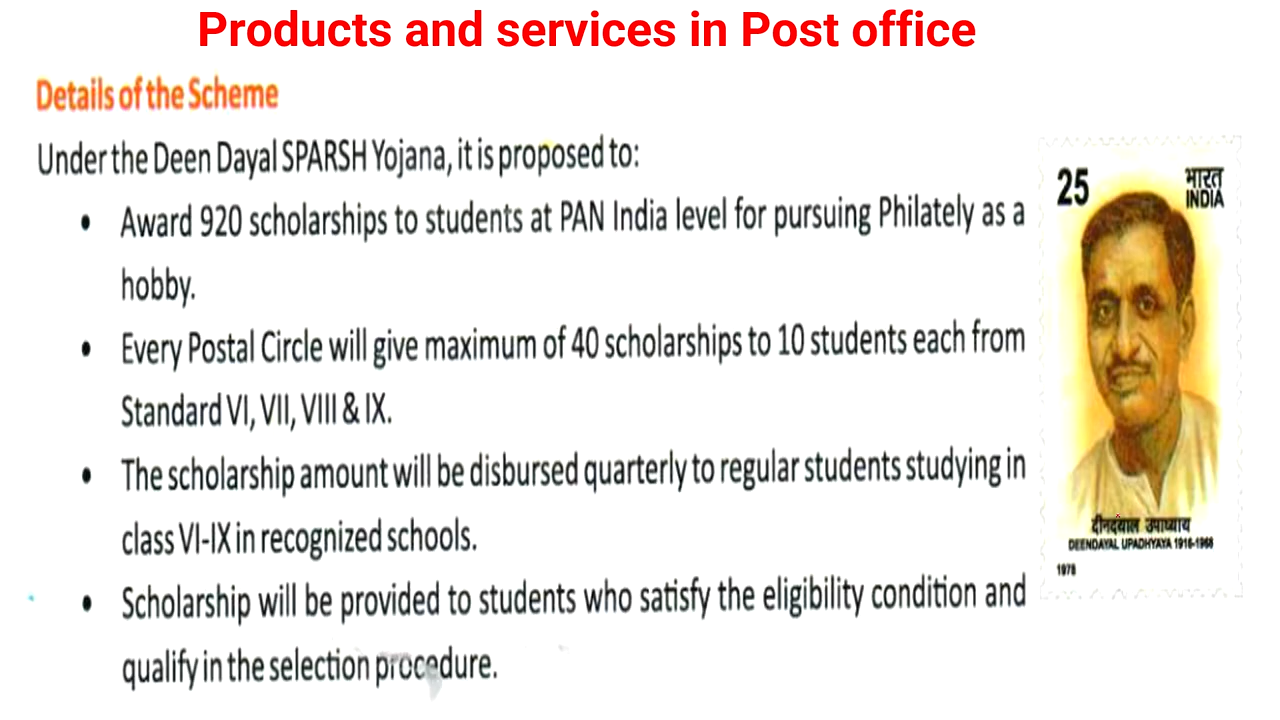 Products and services in Post office
Details of the Scheme
Under the Deen Dayal SPARSH Yojana, it is proposed to:
• Award 920 scholarships to students at PAN India level for pursuing Philately as a
hobby.
• Every Postal Circle will give maximum of 40 scholarships to 10 students each from
Standard VI, VII, VIII & IX.
• The scholarship amount will be disbursed quarterly to regular students studying in
class VI-IX in recognized schools.
• Scholarship will be provided to students who satisfy the eligibility condition and
qualify in the selection procedure.
25 भारत
INDIA
दीनदयाल उपाध्याय
DEENDAYAL UPADHYAYA 1916-1968
1978